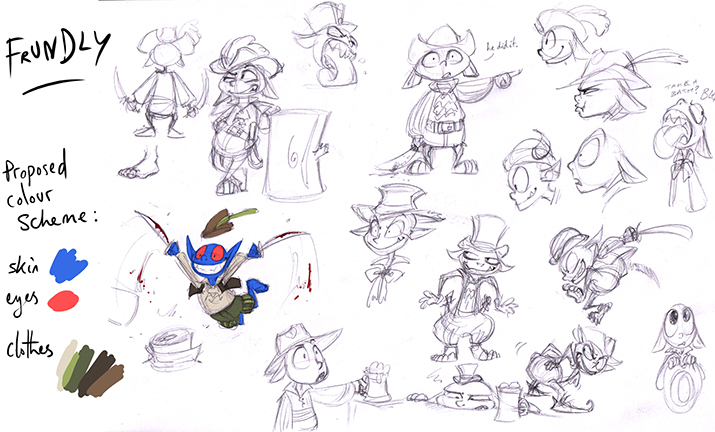 FRUNDLY
he did it.
TAKE A
BATH?
Proposed
colour
scheme:
skin
eyes
clothes